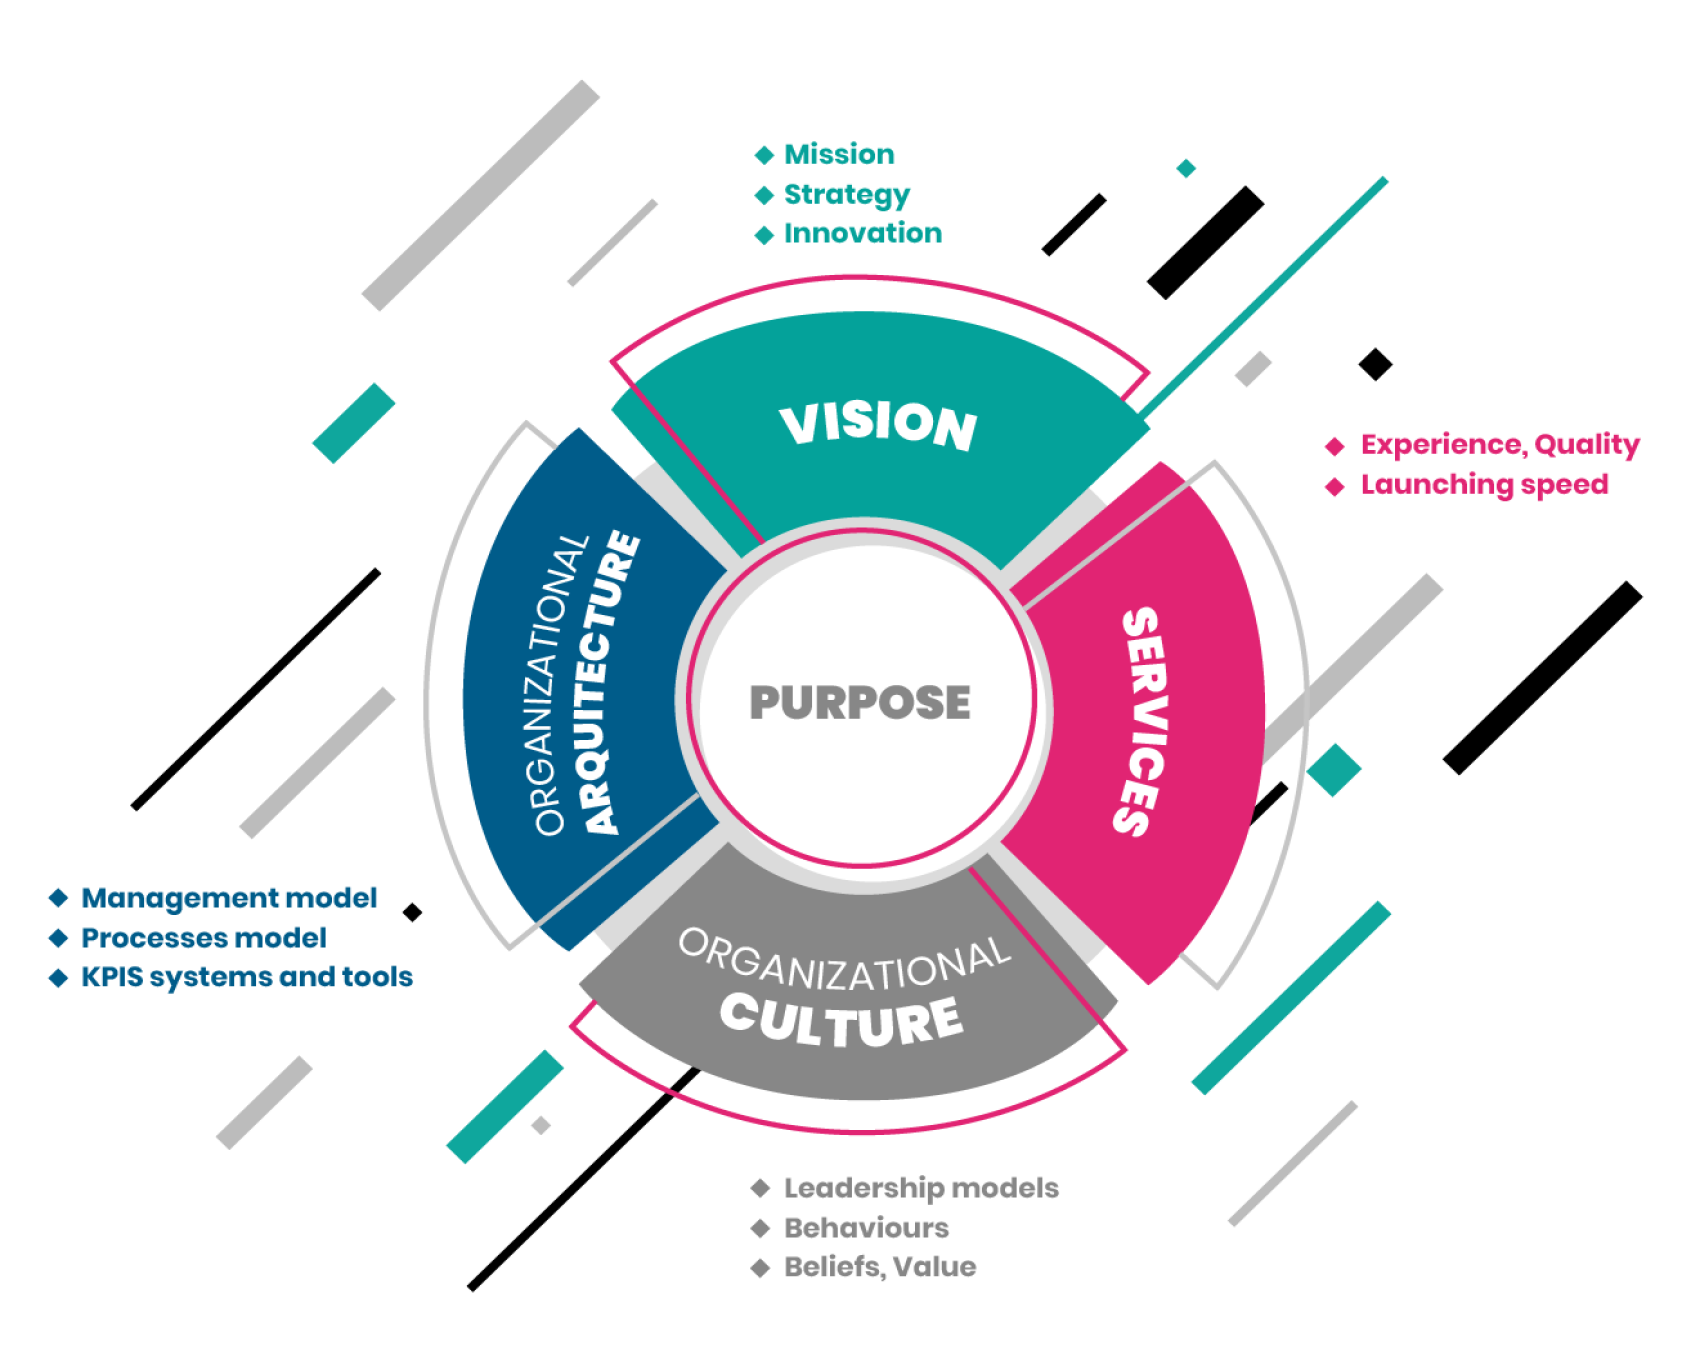 Mission
Strategy
Innovation
VISION
Experience, Quality
Launching speed
ORGANIZATIONAL
ARQUITECTURE
PURPOSE
SERVICES
Management model
Processes model
KPIS systems and tools
ORGANIZATIONAL
CULTURE
Leadership models
Behaviours
Beliefs, Value